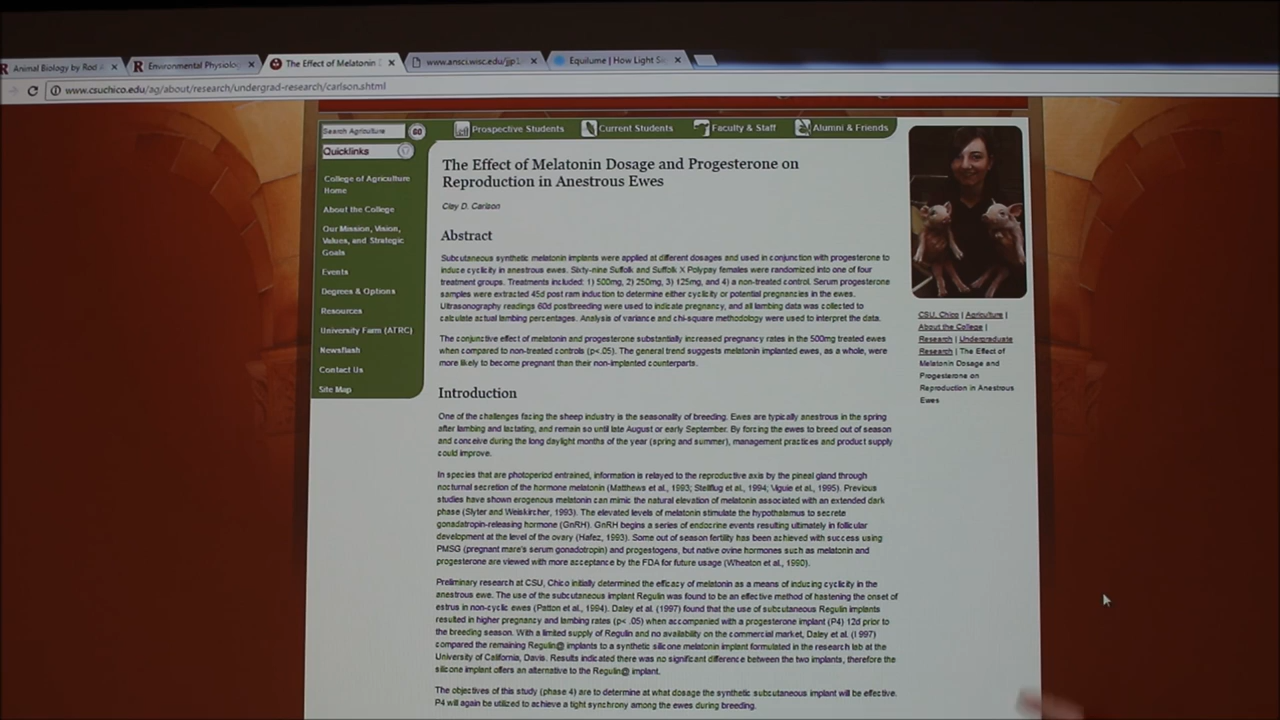 Animal Biology by Rod
Environmental Physiolog
The Effect of Melatonin
www.ansci.wisc.edu/jjp1
Equilume | How Light
www.csuchico.edu/ag/about/research/undergrad-research/carlson.shtml
Search Agriculture
GO
Prospective Students
Current Students
Faculty & Staff
Alumni & Friends
Quicklinks
College of Agriculture
Home
About the College
Our Mission, Vision,
Values, and Strategic
Goals
Events
Degrees & Options
Resources
University Farm (ATRC)
Newsflash
Contact Us
Site Map
The Effect of Melatonin Dosage and Progesterone on
Reproduction in Anestrous Ewes
Clay D. Carlson
Abstract
Subcutaneous synthetic melatonin implants were applied at different dosages and used in conjunction with progesterone to
induce cyclicity in anestrous ewes. Sixty-nine Suffolk and Suffolk X Polypay females were randomized into one of four
treatment groups. Treatments included: 1) 500mg, 2) 250mg, 3) 125mg, and 4) a non-treated control. Serum progesterone
samples were extracted 45d post ram induction to determine either cyclicity or potential pregnancies in the ewes.
Ultrasonography readings 60d postbreeding were used to indicate pregnancy, and all lambing data was collected to
calculate actual lambing percentages. Analysis of variance and chi-square methodology were used to interpret the data.
The conjunctive effect of melatonin and progesterone substantially increased pregnancy rates in the 500mg treated ewes
when compared to non-treated controls (p<.05). The general trend suggests melatonin implanted ewes, as a whole, were
more likely to become pregnant than their non-implanted counterparts.
Introduction
One of the challenges facing the sheep industry is the seasonality of breeding. Ewes are typically anestrous in the spring
after lambing and lactating, and remain so until late August or early September. By forcing the ewes to breed out of season
and conceive during the long daylight months of the year (spring and summer), management practices and product supply
could improve.
In species that are photoperiod entrained, information is relayed to the reproductive axis by the pineal gland through
nocturnal secretion of the hormone melatonin (Matthews et al., 1993; Stellflug et al., 1994; Viguie et al., 1995). Previous
studies have shown erogenous melatonin can mimic the natural elevation of melatonin associated with an extended dark
phase (Slyter and Weiskircher, 1993). The elevated levels of melatonin stimulate the hypothalamus to secrete
gonadatropin-releasing hormone (GnRH). GnRH begins a series of endocrine events resulting ultimately in follicular
development at the level of the ovary (Hafez, 1993). Some out of season fertility has been achieved with success using
PMSG (pregnant mare's serum gonadotropin) and progestogens, but native ovine hormones such as melatonin and
progesterone are viewed with more acceptance by the FDA for future usage (Wheaton et al., 1990).
Preliminary research at CSU, Chico initially determined the efficacy of melatonin as a means of inducing cyclicity in the
anestrous ewe. The use of the subcutaneous implant Regulin was found to be an effective method of hastening the onset of
estrus in non-cyclic ewes (Patton et al., 1994). Daley et al. (1997) found that the use of subcutaneous Regulin implants
resulted in higher pregnancy and lambing rates (p< .05) when accompanied with a progesterone implant (P4) 12d prior to
the breeding season. With a limited supply of Regulin and no availability on the commercial market, Daley et al. (1997)
compared the remaining Regulin@ implants to a synthetic silicone melatonin implant formulated in the research lab at the
University of California, Davis. Results indicated there was no significant difference between the two implants, therefore the
silicone implant offers an alternative to the Regulin@ implant.
The objectives of this study (phase 4) are to determine at what dosage the synthetic subcutaneous implant will be effective.
P4 will again be utilized to achieve a tight synchrony among the ewes during breeding.
CSU, Chico | Agriculture |
About the College |
Research | Undergraduate
Research | The Effect of
Melatonin Dosage and
Progesterone on
Reproduction in Anestrous
Ewes